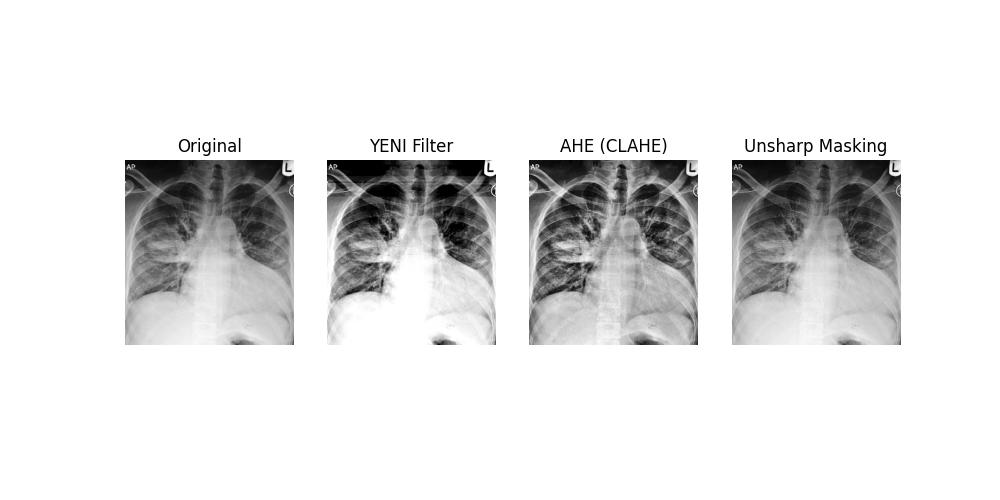 Original
YENI Filter
AHE (CLAHE)
Unsharp Masking
AP
L
AP
L
AP
L
AP
L